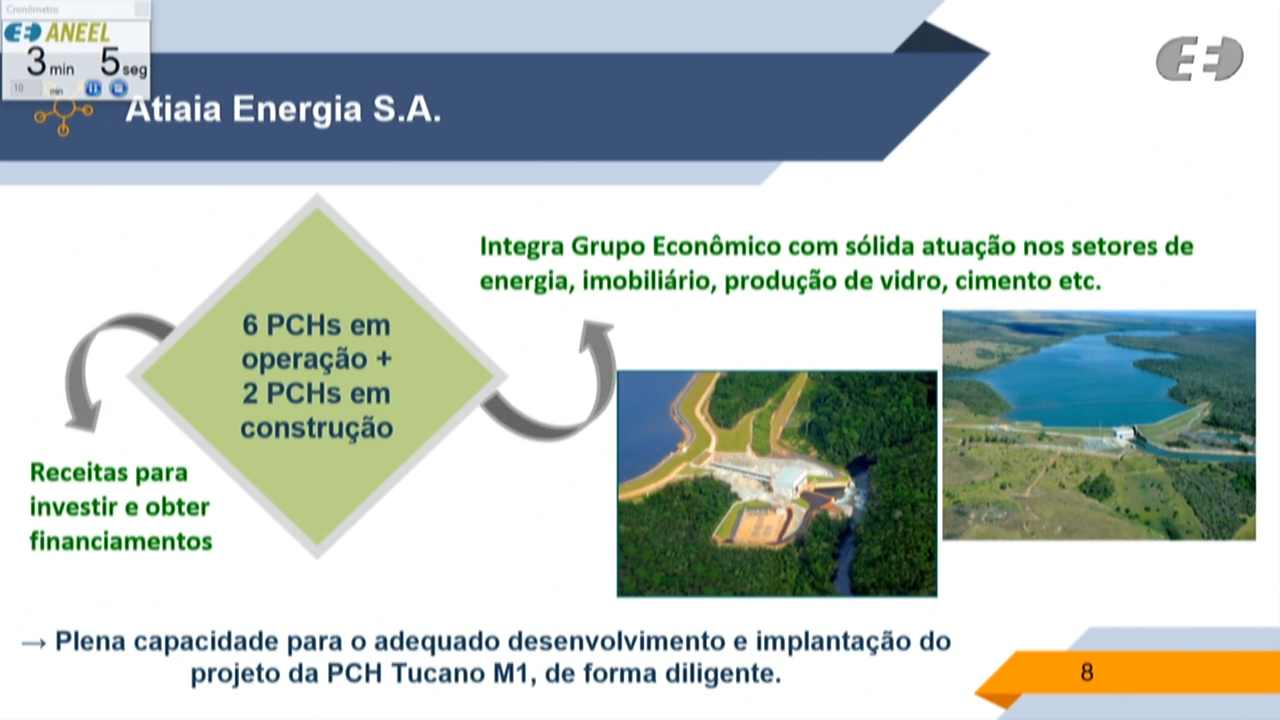 Cronômetro
ANEEL
3 min 5 seg
10 min
Atiaia Energia S.A.
Integra Grupo Econômico com sólida atuação nos setores de
energia, imobiliário, produção de vidro, cimento etc.
6 PCHs em
operação +
2 PCHs em
construção
Receitas para
investir e obter
financiamentos
→ Plena capacidade para o adequado desenvolvimento e implantação do
projeto da PCH Tucano M1, de forma diligente.
8